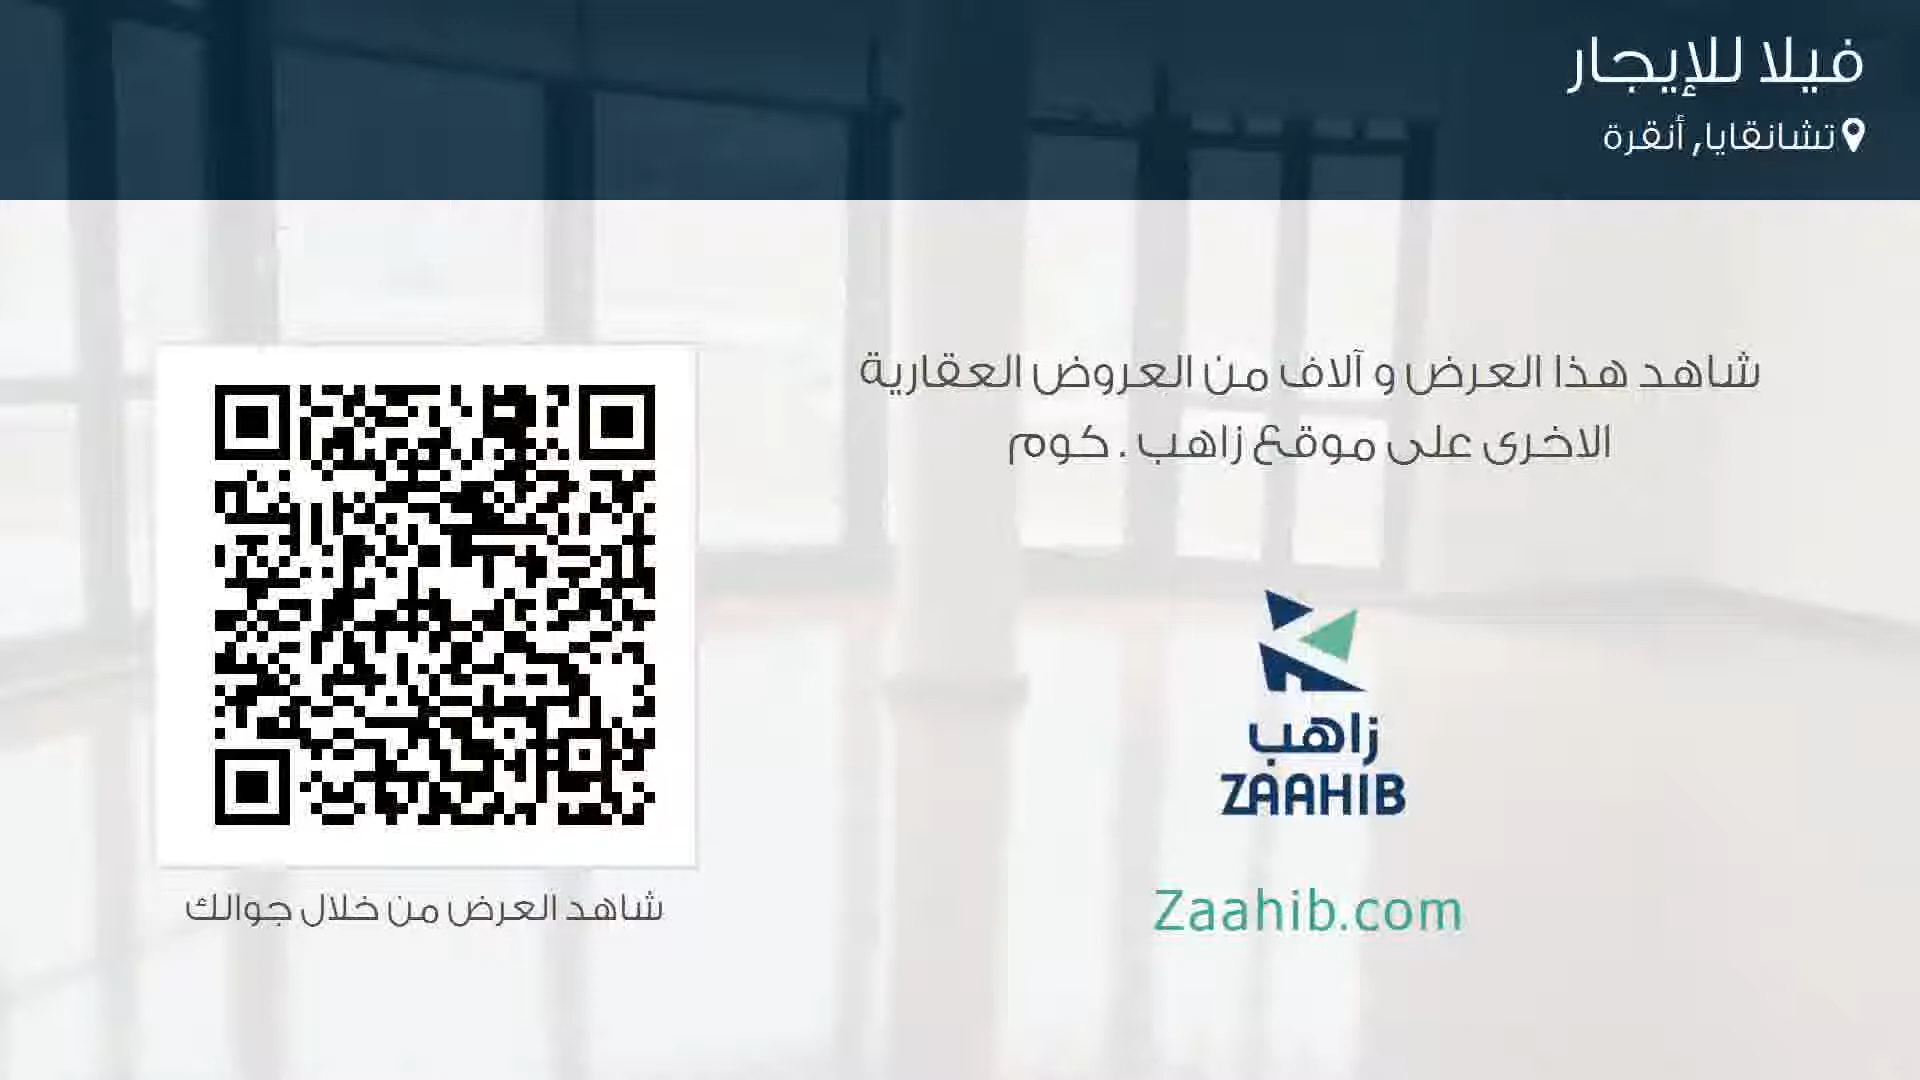 فيلا للإيجار
تشانقايا, أنقرة
شاهد هذا العرض و آلاف من العروض العقارية
الاخرى على موقع زاهب . كوم
زاهب
ZAAHIB
Zaahib.com
شاهد العرض من خلال جوالك